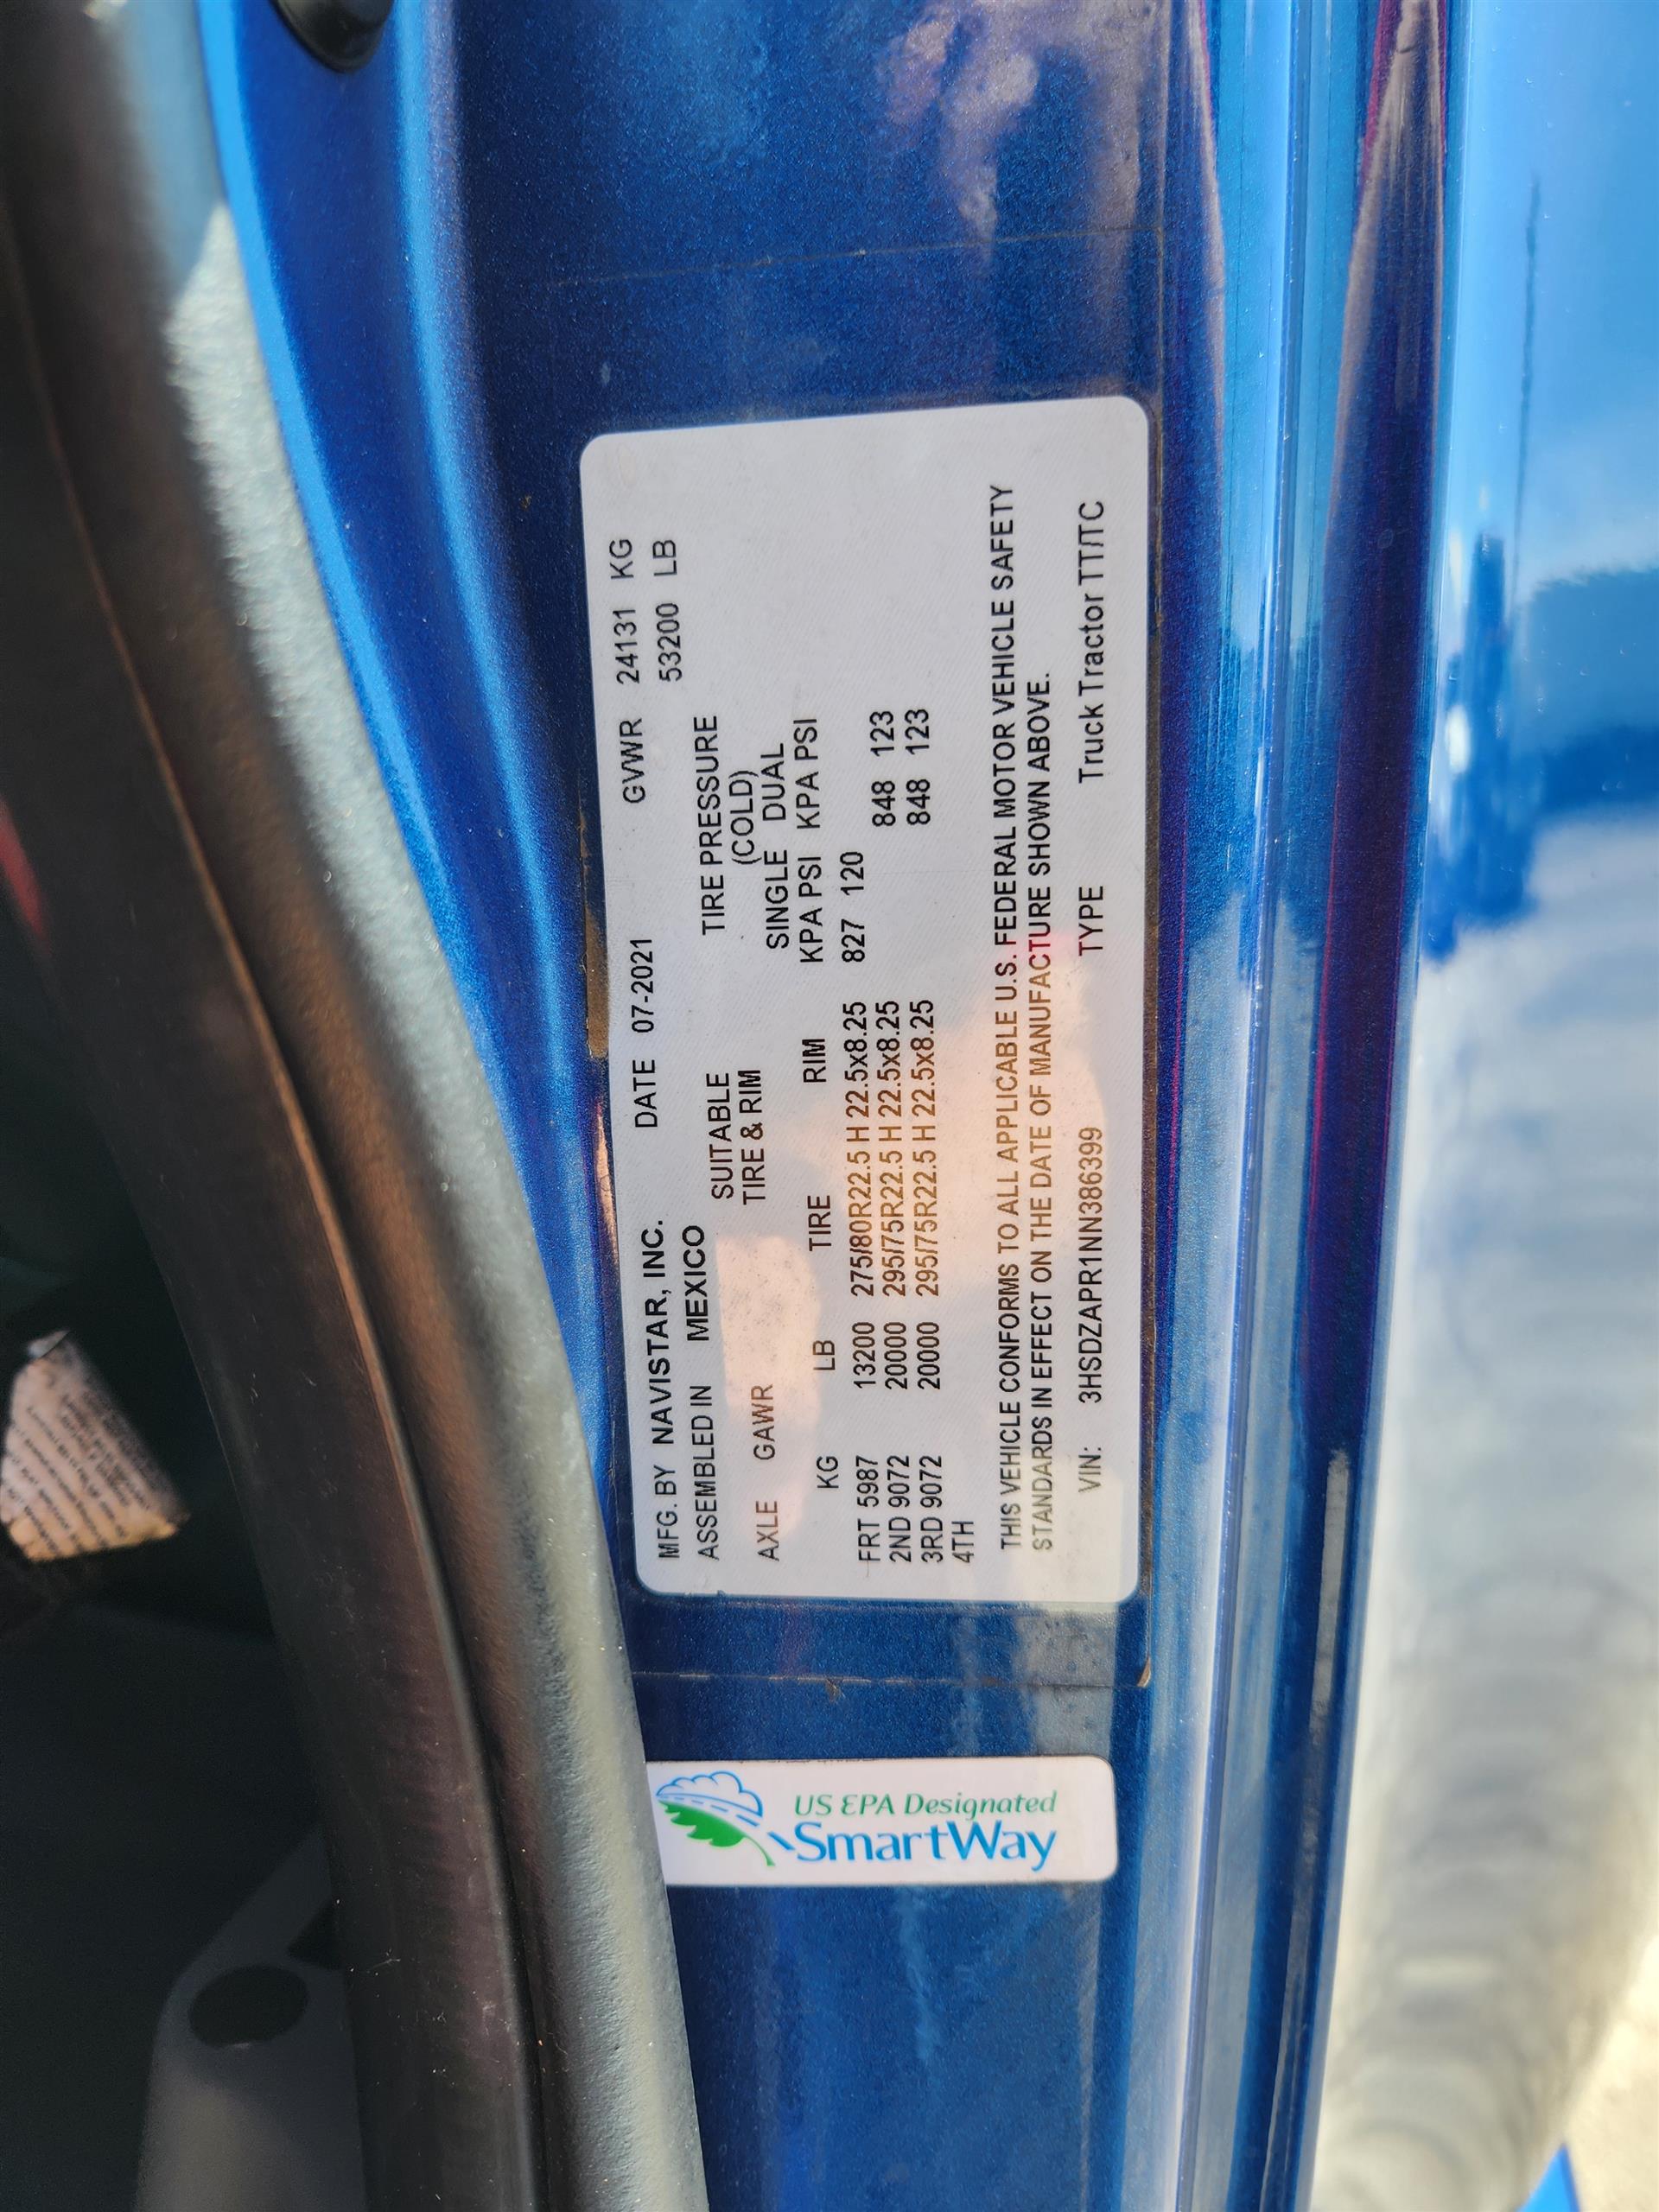 MFG. BY NAVISTAR, INC. DATE 07-2021 GVWR 24131 KG
ASSEMBLED IN MEXICO 53200 LB
SUITABLE TIRE PRESSURE
TIRE & RIM (COLD)
AXLE GAWR SINGLE DUAL
KG LB TIRE RIM KPA PSI KPA PSI
FRT 5987 13200 275/80R22.5 H 22.5x8.25 827 120
2ND 9072 20000 295/75R22.5 H 22.5x8.25 848 123
3RD 9072 20000 295/75R22.5 H 22.5x8.25 848 123
4TH
THIS VEHICLE CONFORMS TO ALL APPLICABLE U.S. FEDERAL MOTOR VEHICLE SAFETY
STANDARDS IN EFFECT ON THE DATE OF MANUFACTURE SHOWN ABOVE.
VIN: 3HSDZAPR1NN386399 TYPE Truck Tractor TT/TC
US EPA Designated
SmartWay